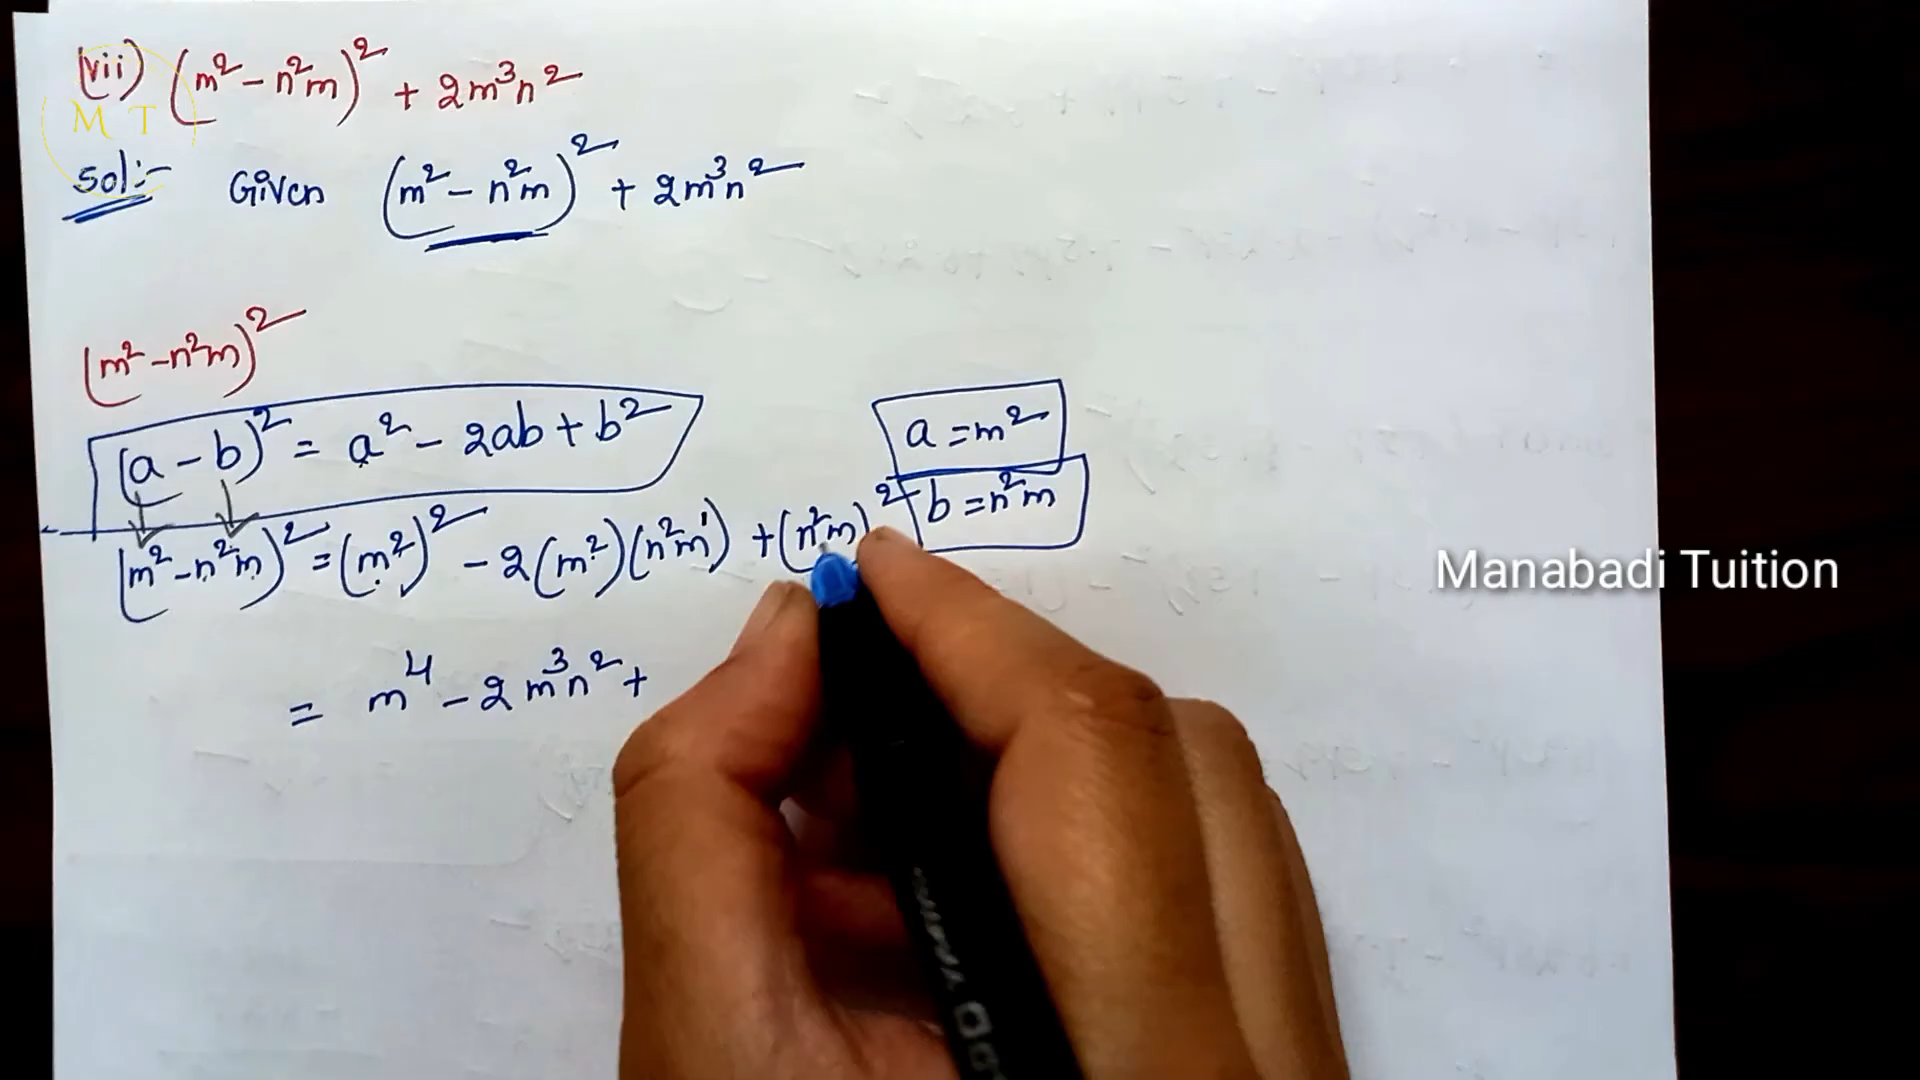 (vii) (m² - n²m)² + 2m³n²
M T
Sol:- Given (m² - n²m)² + 2m³n²
(m² - n²m)²
(a - b)² = a² - 2ab + b²
a = m²
b = n²m
(m² - n²m)² = (m²)² - 2(m²)(n²m¹) + (n²m)²
= m⁴ - 2m³n² +
Manabadi Tuition